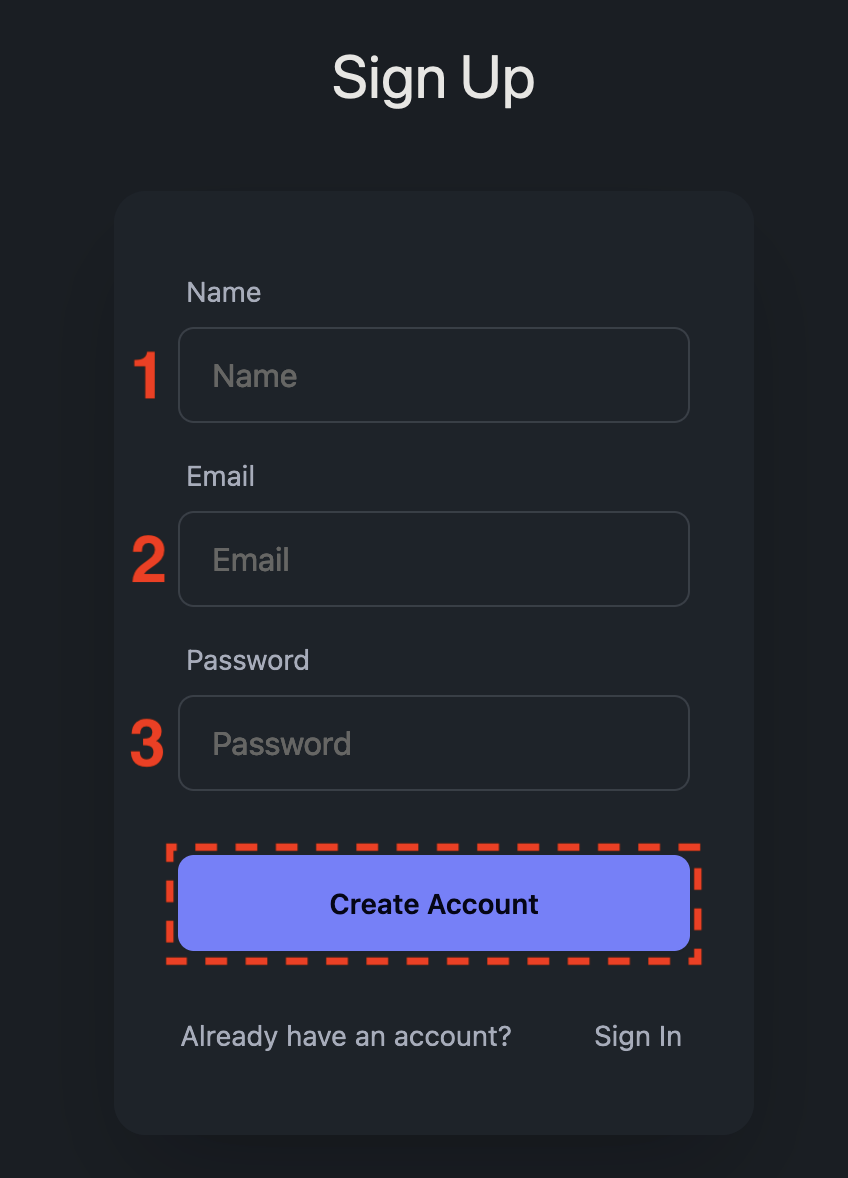 Sign Up
Name
1 Name
Email
2 Email
Password
3 Password
Create Account
Already have an account? Sign In